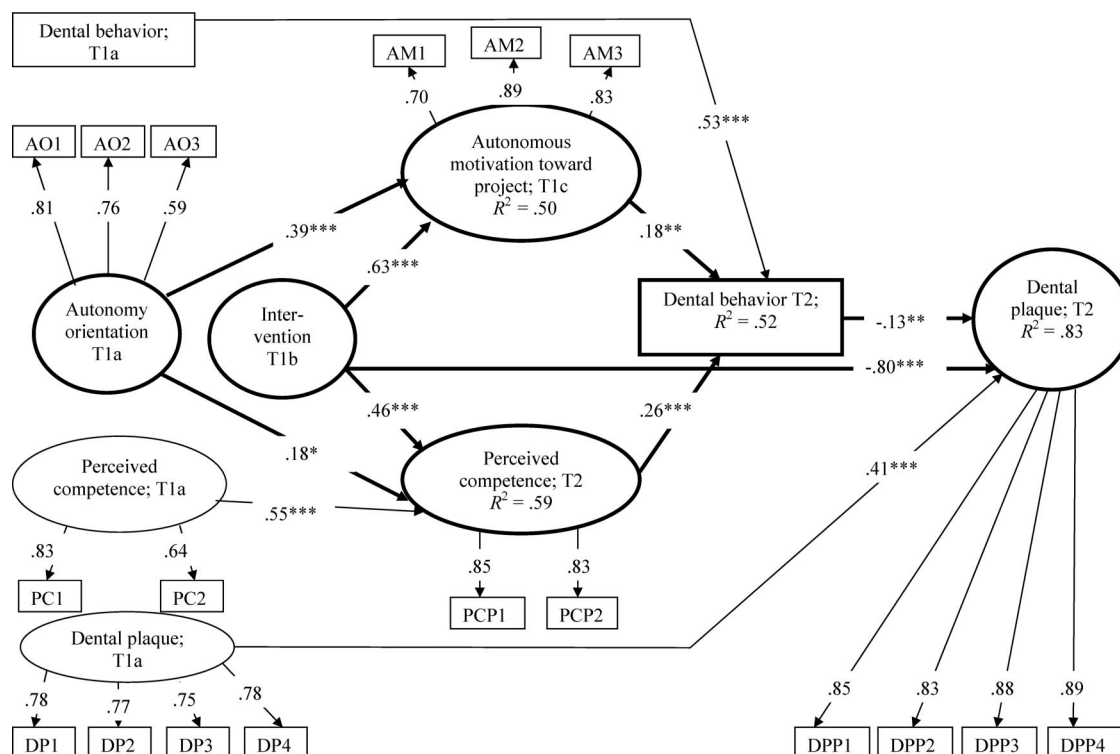 Dental behavior;
T1a
AM1
AM2
AM3
.70
.89
.83
.53***
AO1
AO2
AO3
.81
.76
.59
Autonomous
motivation toward
project; T1c
R² = .50
.39***
.63***
.18**
Autonomy
orientation
T1a
Inter-
vention
T1b
Dental behavior T2;
R² = .52
-.13**
Dental
plaque; T2
R² = .83
-.80***
.46***
.26***
.18*
.41***
Perceived
competence; T1a
.55***
Perceived
competence; T2
R² = .59
.83
.64
PC1
PC2
.85
.83
PCP1
PCP2
Dental plaque;
T1a
.78
.77
.75
.78
DP1
DP2
DP3
DP4
.85
.83
.88
.89
DPP1
DPP2
DPP3
DPP4